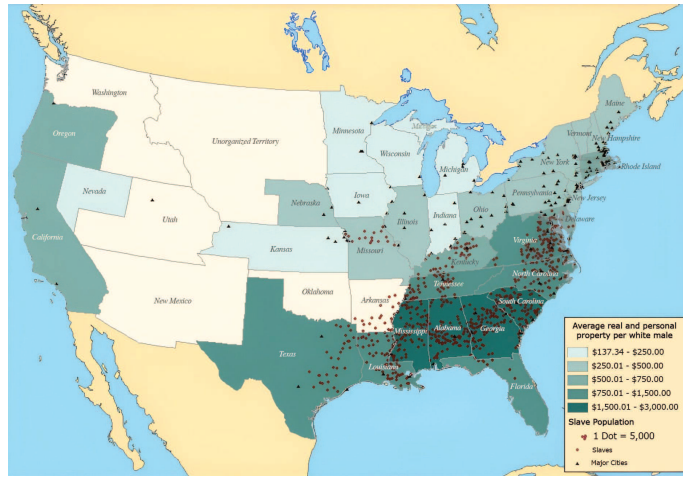 Washington
Oregon
Unorganized Territory
Minnesota
Wisconsin
Michigan
Michigan
Maine
Vermont
New Hampshire
New York
Rhode Island
Nevada
Utah
Nebraska
Iowa
Illinois
Indiana
Ohio
Pennsylvania
New Jersey
Delaware
California
Kansas
Missouri
Kentucky
Virginia
New Mexico
Oklahoma
Arkansas
Tennessee
North Carolina
South Carolina
Texas
Louisiana
Mississippi
Alabama
Georgia
Florida
Average real and personal
property per white male
$137.34 - $250.00
$250.01 - $500.00
$500.01 - $750.00
$750.01 - $1,500.00
$1,500.01 - $3,000.00
Slave Population
1 Dot = 5,000
Slaves
Major Cities